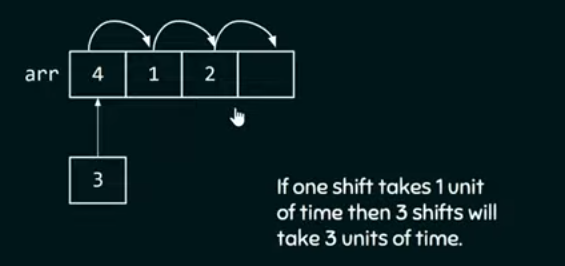 arr 4 1 2
3
If one shift takes 1 unit
of time then 3 shifts will
take 3 units of time.